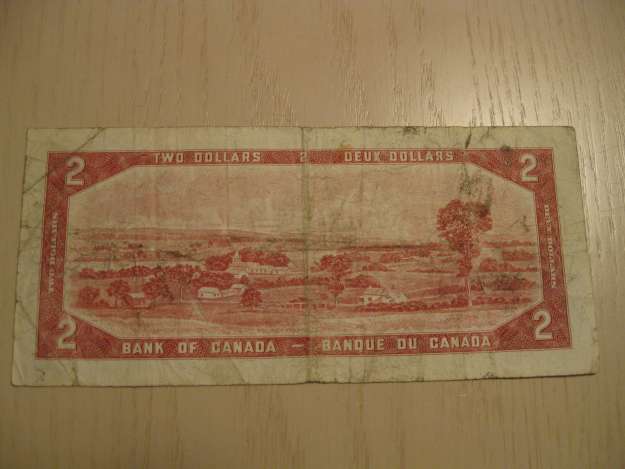 2 TWO DOLLARS 2 DEUX DOLLARS 2
TWO DOLLARS
DEUX DOLLARS
2 BANK OF CANADA — BANQUE DU CANADA 2